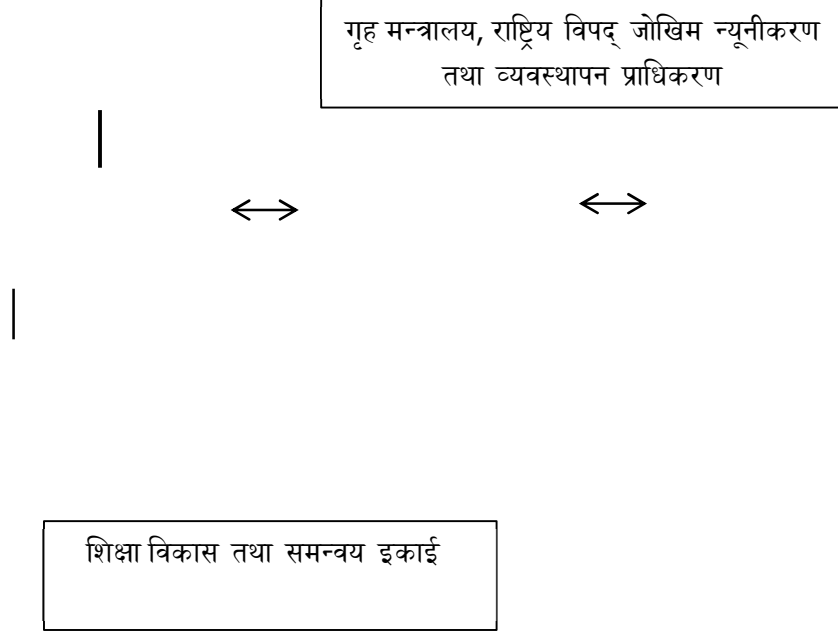 गृह मन्त्रालय, राष्ट्रिय विपद् जोखिम न्यूनीकरण
तथा व्यवस्थापन प्राधिकरण
शिक्षा विकास तथा समन्वय इकाई